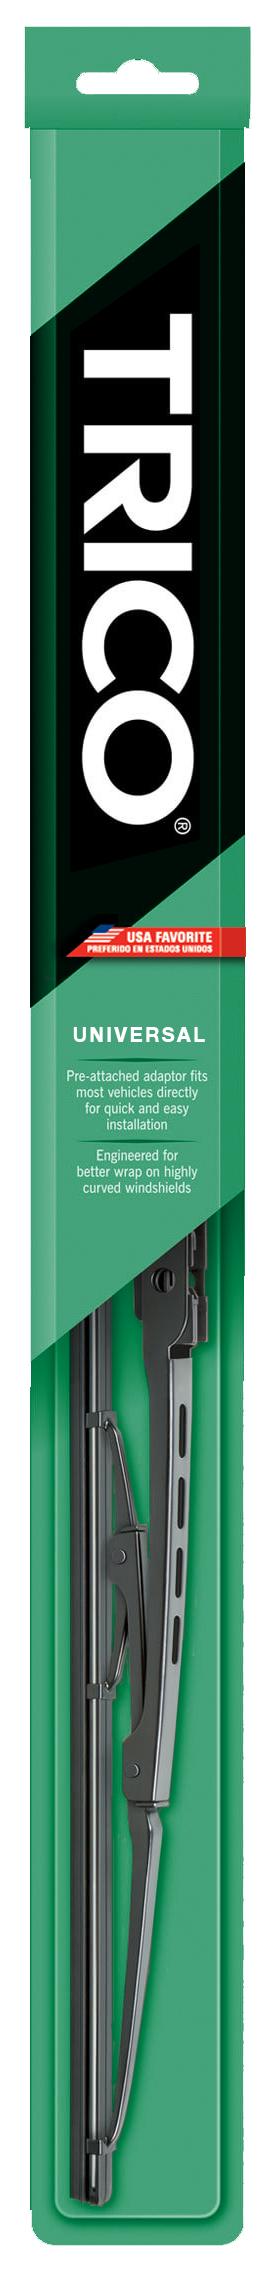 TRICO®
USA FAVORITE
PREFERIDO EN ESTADOS UNIDOS
UNIVERSAL
Pre-attached adaptor fits
most vehicles directly
for quick and easy
installation
Engineered for
better wrap on highly
curved windshields